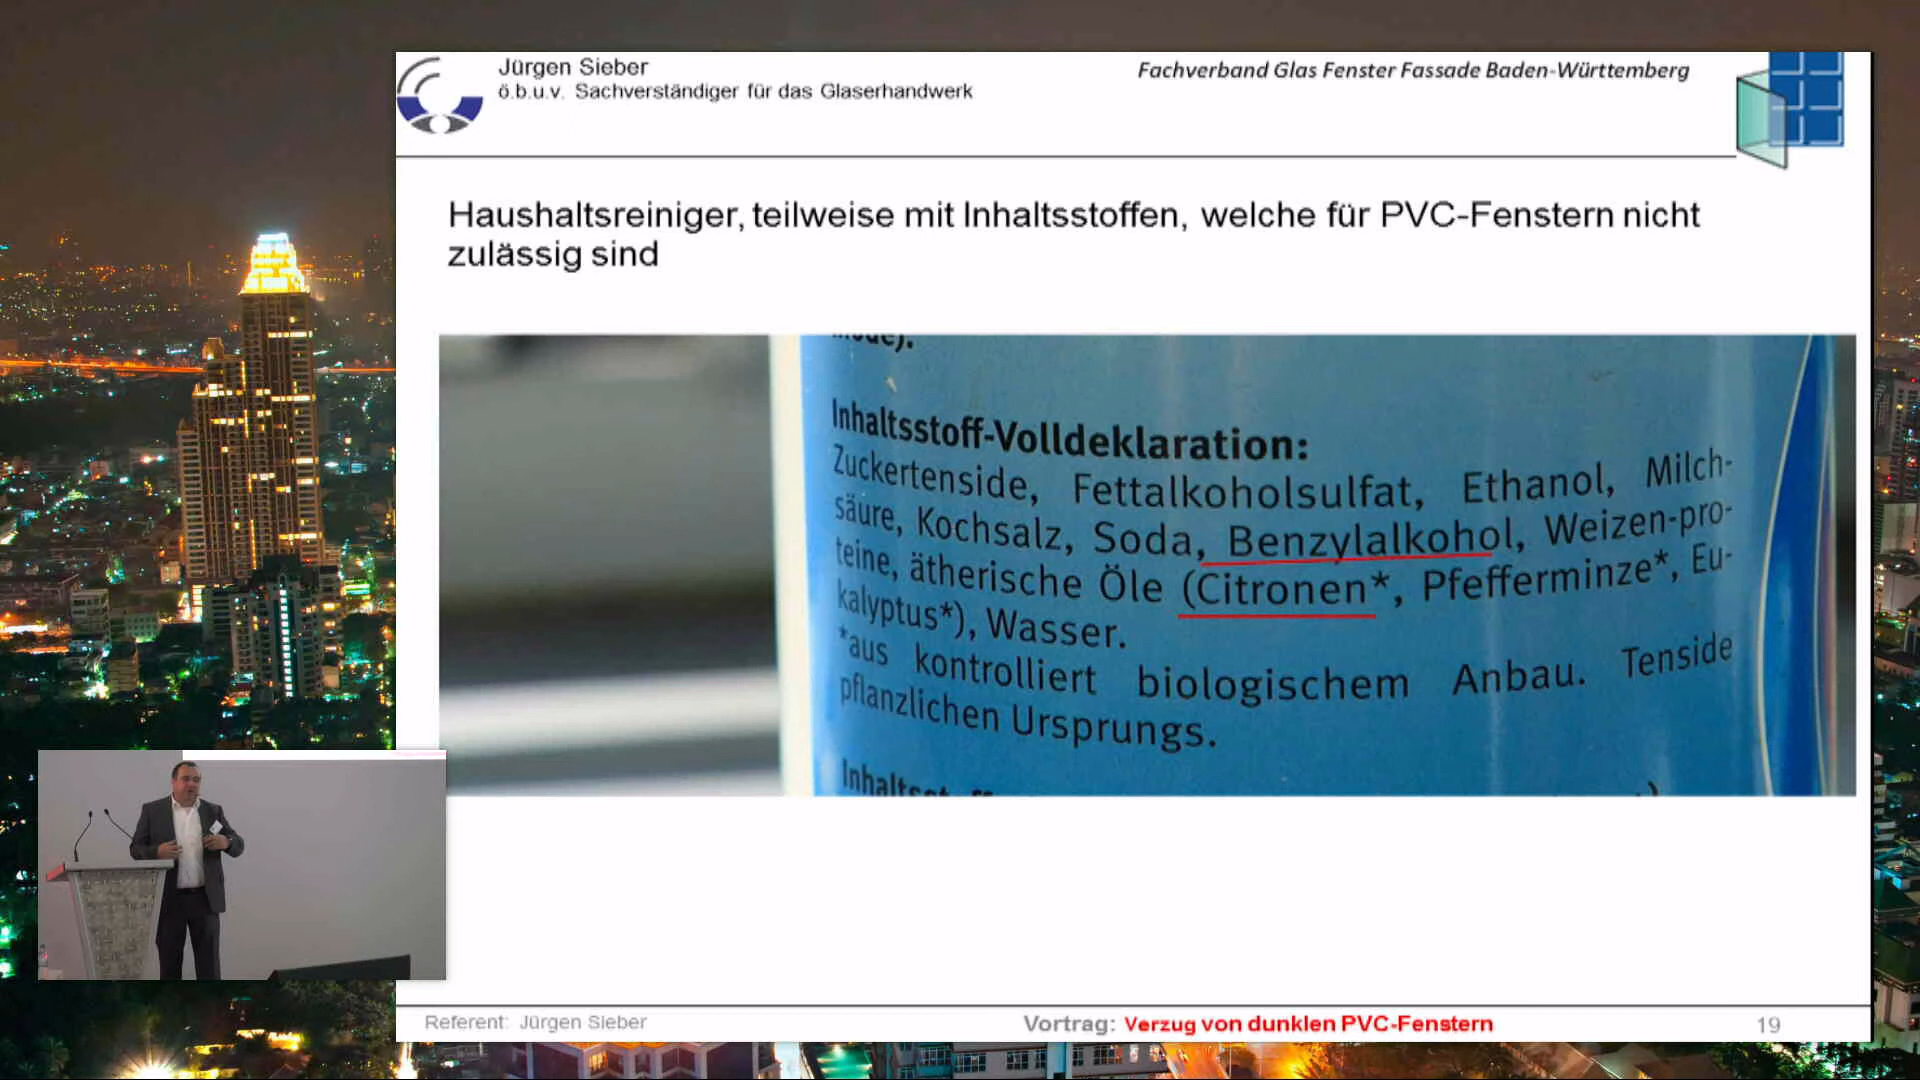 Jürgen Sieber
ö.b.u.v. Sachverständiger für das Glaserhandwerk
Fachverband Glas Fenster Fassade Baden-Württemberg
Haushaltsreiniger, teilweise mit Inhaltsstoffen, welche für PVC-Fenstern nicht
zulässig sind
Inhaltsstoff-Volldeklaration:
Zuckertenside, Fettalkoholsulfat, Ethanol, Milch-
säure, Kochsalz, Soda, Benzylalkohol, Weizen-pro-
teine, ätherische Öle (Citronen*, Pfefferminze*, Eu-
kalyptus*), Wasser.
*aus kontrolliert biologischem Anbau. Tenside
pflanzlichen Ursprungs.
Referent: Jürgen Sieber
Vortrag: Verzug von dunklen PVC-Fenstern
19